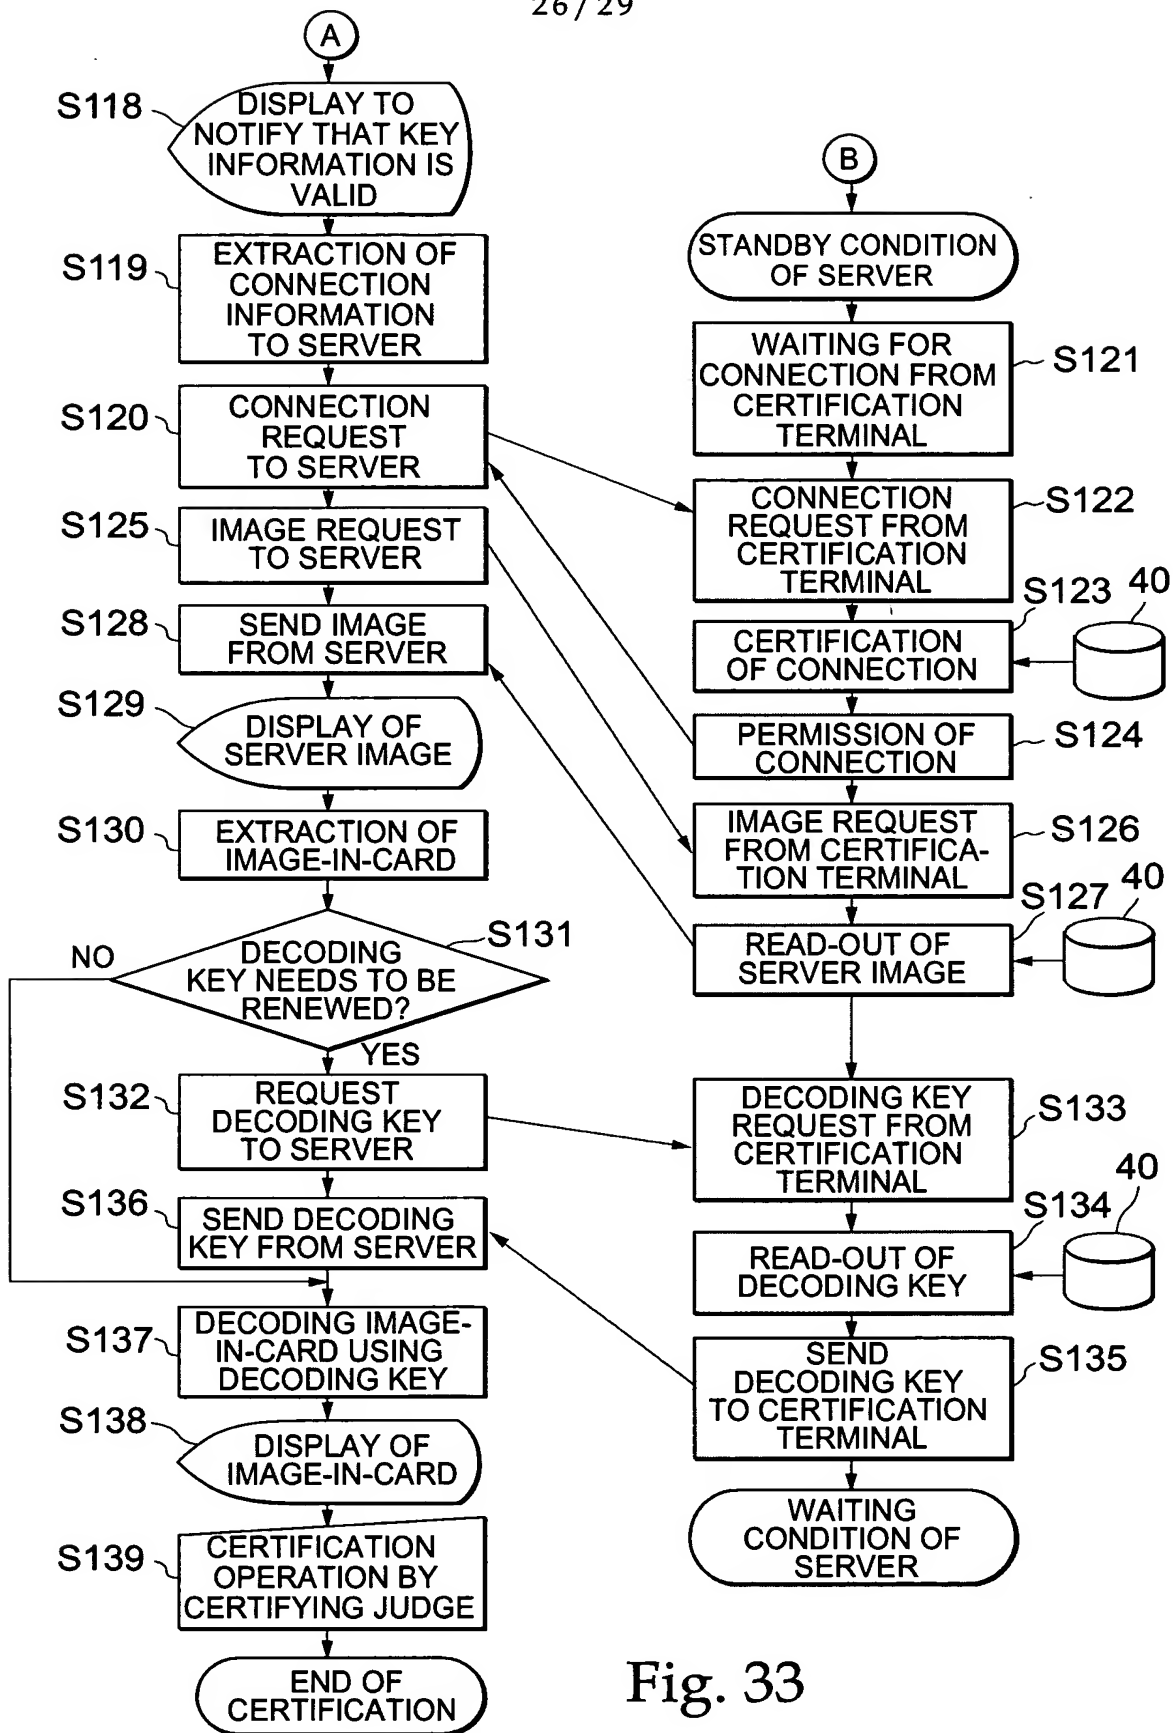 26/29
A
S118
DISPLAY TO
NOTIFY THAT KEY
INFORMATION IS
VALID
S119
EXTRACTION OF
CONNECTION
INFORMATION
TO SERVER
S120
CONNECTION
REQUEST
TO SERVER
S125
IMAGE REQUEST
TO SERVER
S128
SEND IMAGE
FROM SERVER
S129
DISPLAY OF
SERVER IMAGE
S130
EXTRACTION OF
IMAGE-IN-CARD
S131
DECODING
KEY NEEDS TO BE
RENEWED?
NO
YES
S132
REQUEST
DECODING KEY
TO SERVER
S136
SEND DECODING
KEY FROM SERVER
S137
DECODING IMAGE-
IN-CARD USING
DECODING KEY
S138
DISPLAY OF
IMAGE-IN-CARD
S139
CERTIFICATION
OPERATION BY
CERTIFYING JUDGE
END OF
CERTIFICATION
B
STANDBY CONDITION
OF SERVER
WAITING FOR
CONNECTION FROM
CERTIFICATION
TERMINAL
S121
CONNECTION
REQUEST FROM
CERTIFICATION
TERMINAL
S122
S123
40
CERTIFICATION
OF CONNECTION
PERMISSION OF
CONNECTION
S124
IMAGE REQUEST
FROM CERTIFICA-
TION TERMINAL
S126
S127
40
READ-OUT OF
SERVER IMAGE
DECODING KEY
REQUEST FROM
CERTIFICATION
TERMINAL
S133
S134
40
READ-OUT OF
DECODING KEY
SEND
DECODING KEY
TO CERTIFICATION
TERMINAL
S135
WAITING
CONDITION OF
SERVER
Fig. 33